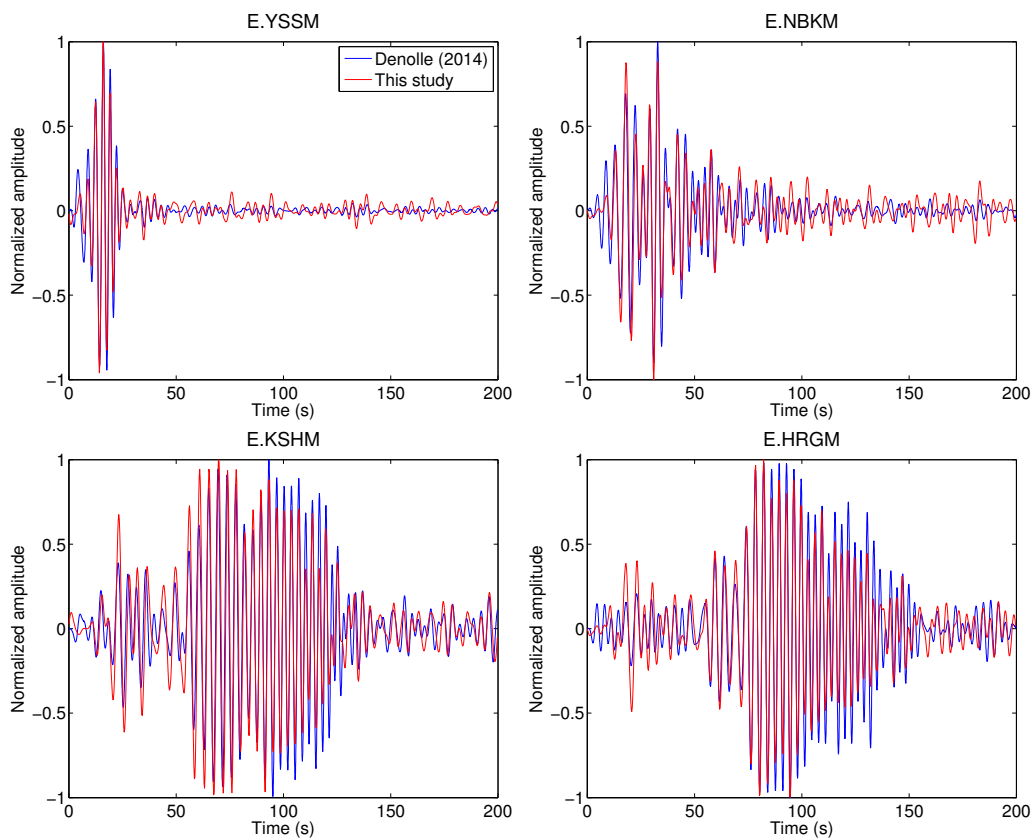 E.YSSM
Normalized amplitude
1
0.5
0
−0.5
−1
0 50 100 150 200
Time (s)
Denolle (2014)
This study
E.NBKM
Normalized amplitude
1
0.5
0
−0.5
−1
0 50 100 150 200
Time (s)
E.KSHM
Normalized amplitude
1
0.5
0
−0.5
−1
0 50 100 150 200
Time (s)
E.HRGM
Normalized amplitude
1
0.5
0
−0.5
−1
0 50 100 150 200
Time (s)